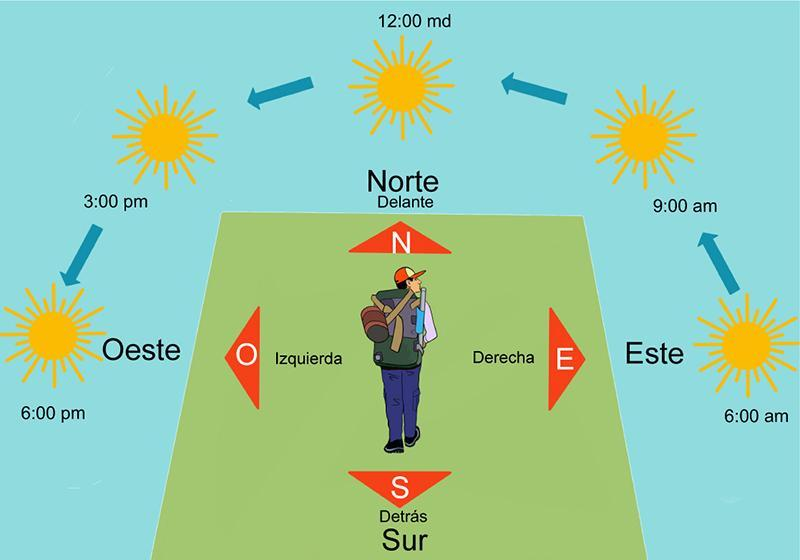 12:00 md
3:00 pm
9:00 am
Norte
Delante
N
Oeste
O
Izquierda
Derecha
E
Este
6:00 pm
6:00 am
S
Detrás
Sur